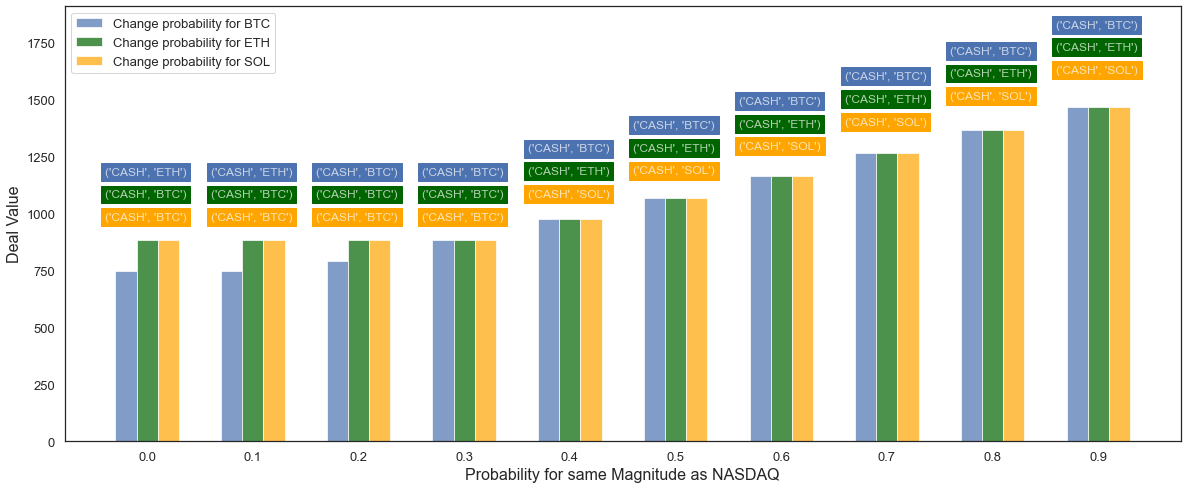 Change probability for BTC
Change probability for ETH
Change probability for SOL
Deal Value
1750
1500
1250
1000
750
500
250
0
('CASH', 'ETH')
('CASH', 'BTC')
('CASH', 'BTC')
('CASH', 'ETH')
('CASH', 'BTC')
('CASH', 'BTC')
('CASH', 'BTC')
('CASH', 'BTC')
('CASH', 'BTC')
('CASH', 'BTC')
('CASH', 'BTC')
('CASH', 'BTC')
('CASH', 'BTC')
('CASH', 'ETH')
('CASH', 'SOL')
('CASH', 'BTC')
('CASH', 'ETH')
('CASH', 'SOL')
('CASH', 'BTC')
('CASH', 'ETH')
('CASH', 'SOL')
('CASH', 'BTC')
('CASH', 'ETH')
('CASH', 'SOL')
('CASH', 'BTC')
('CASH', 'ETH')
('CASH', 'SOL')
('CASH', 'BTC')
('CASH', 'ETH')
('CASH', 'SOL')
0.0 0.1 0.2 0.3 0.4 0.5 0.6 0.7 0.8 0.9
Probability for same Magnitude as NASDAQ